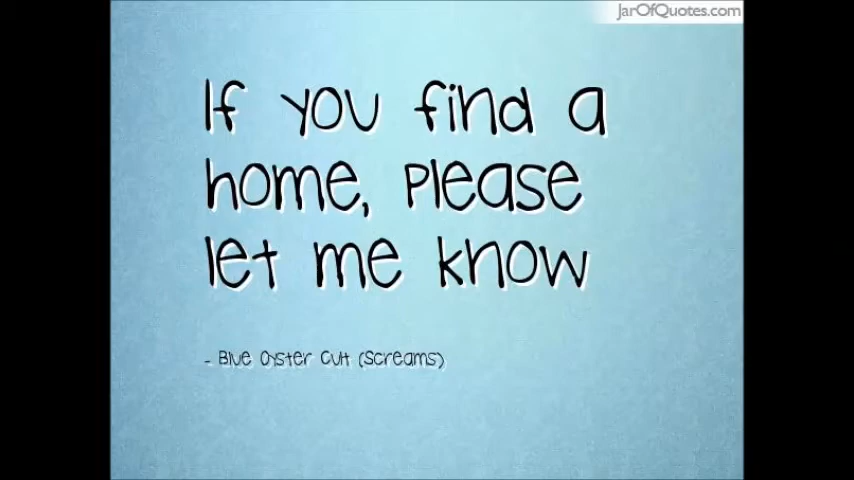 JarOfQuotes.com
If you find a
home, please
let me know
- Blue Oyster Cult (Screams)